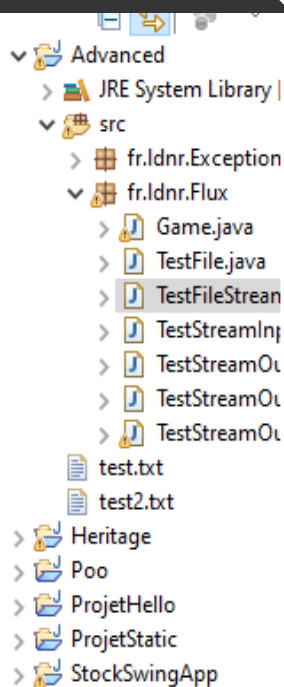 Advanced
JRE System Library
src
fr.ldnr.Exception
fr.ldnr.Flux
Game.java
TestFile.java
TestFileStrean
TestStreamInp
TestStreamOu
TestStreamOu
TestStreamOu
test.txt
test2.txt
Heritage
Poo
ProjetHello
ProjetStatic
StockSwingApp